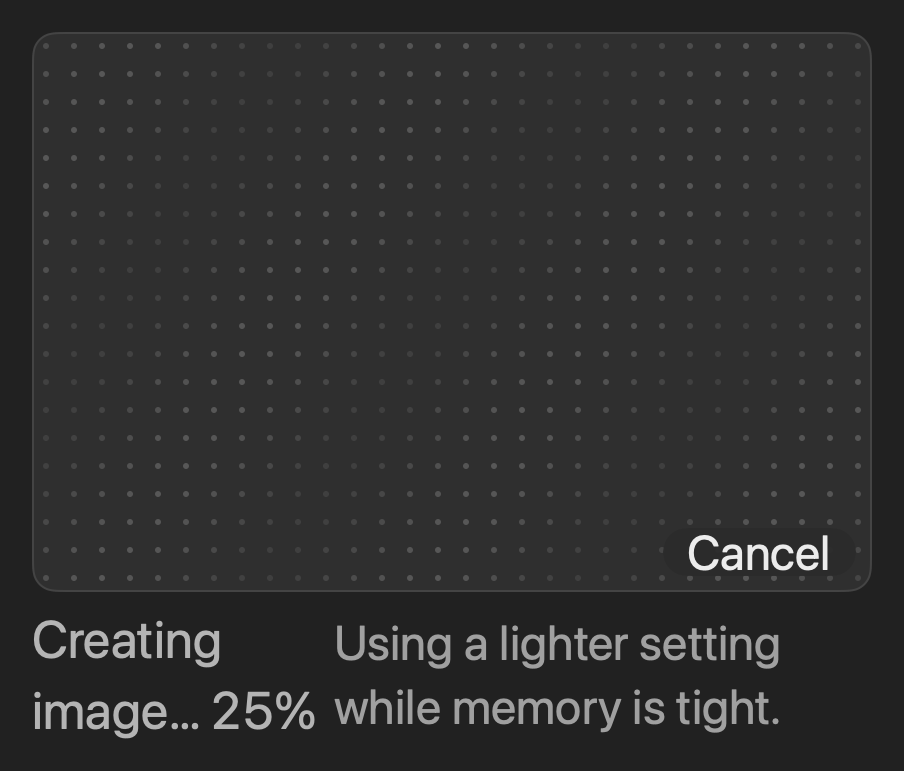 Cancel
Creating
image... 25%
Using a lighter setting
while memory is tight.